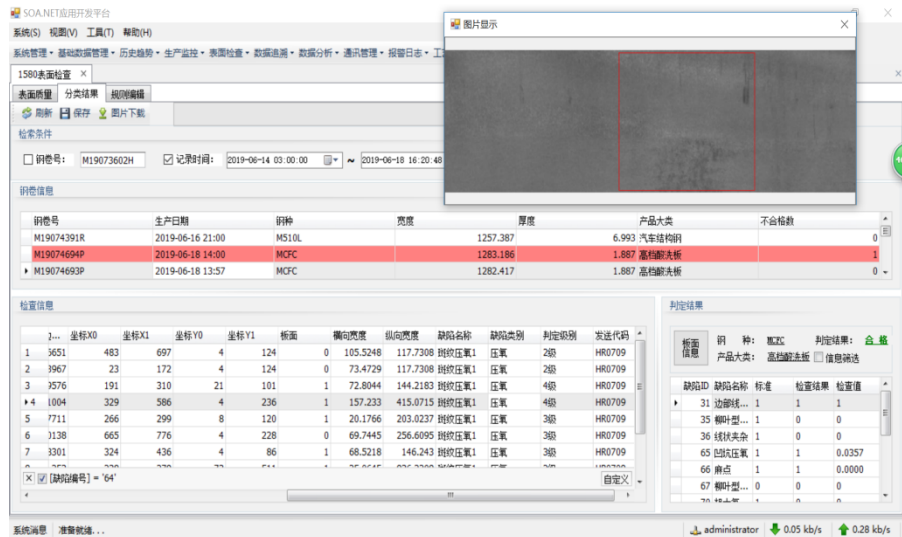 SOA.NET应用开发平台
图片显示
系统(S) 视图(V) 工具(T) 帮助(H)
系统管理 基础数据管理 历史趋势 生产监控 表面检查 数据追溯 数据分析 通讯管理 报警日志
1580表面检查
表面质量 分类结果 规则编辑
刷新 保存 图片下载
检索条件
钢卷号: M19073602H 记录时间: 2019-06-14 03:00:00 ~ 2019-06-18 16:20:48
钢卷信息
钢卷号 生产日期 钢种 宽度 厚度 产品大类 不合格数
M19074391R 2019-06-16 21:00 M510L 1257.387 6.993 汽车结构钢 0
M19074694P 2019-06-18 14:00 MCFC 1283.186 1.887 高档酸洗板 1
M19074693P 2019-06-18 13:57 MCFC 1282.417 1.887 高档酸洗板 0
检查信息
坐标X0 坐标X1 坐标Y0 坐标Y1 板面 横向宽度 纵向宽度 缺陷名称 缺陷类别 判定级别 发送代码
1 5651 483 697 4 124 0 105.5248 117.7308 斑纹压氧1 压氧 2级 HR0709
2 3967 23 172 4 124 0 73.4729 117.7308 斑纹压氧1 压氧 2级 HR0709
3 9576 191 310 21 101 1 72.8044 144.2183 斑纹压氧1 压氧 4级 HR0709
4 1004 329 586 4 236 1 157.233 415.0715 斑纹压氧1 压氧 4级 HR0709
5 7711 266 299 8 120 1 20.1766 203.0237 斑纹压氧1 压氧 3级 HR0709
6 0138 665 776 4 228 0 69.7445 256.6095 斑纹压氧1 压氧 3级 HR0709
7 3301 324 436 4 86 1 68.5218 146.243 斑纹压氧1 压氧 3级 HR0709
[缺陷编号] = '64' 自定义
判定结果
板面信息
钢 种: MCFC 判定结果: 合 格
产品大类: 高档酸洗板 信息筛选
缺陷ID 缺陷名称 标准 检查结果 检查值
31 边部线... 1 1 1
35 柳叶型... 1 0 0
36 线状夹杂 1 0 0
65 凹坑压氧 1 1 0.0357
66 麻点 1 1 0.0000
67 柳叶型... 0 0 0
系统消息 准备就绪... administrator 0.05 kb/s 0.28 kb/s